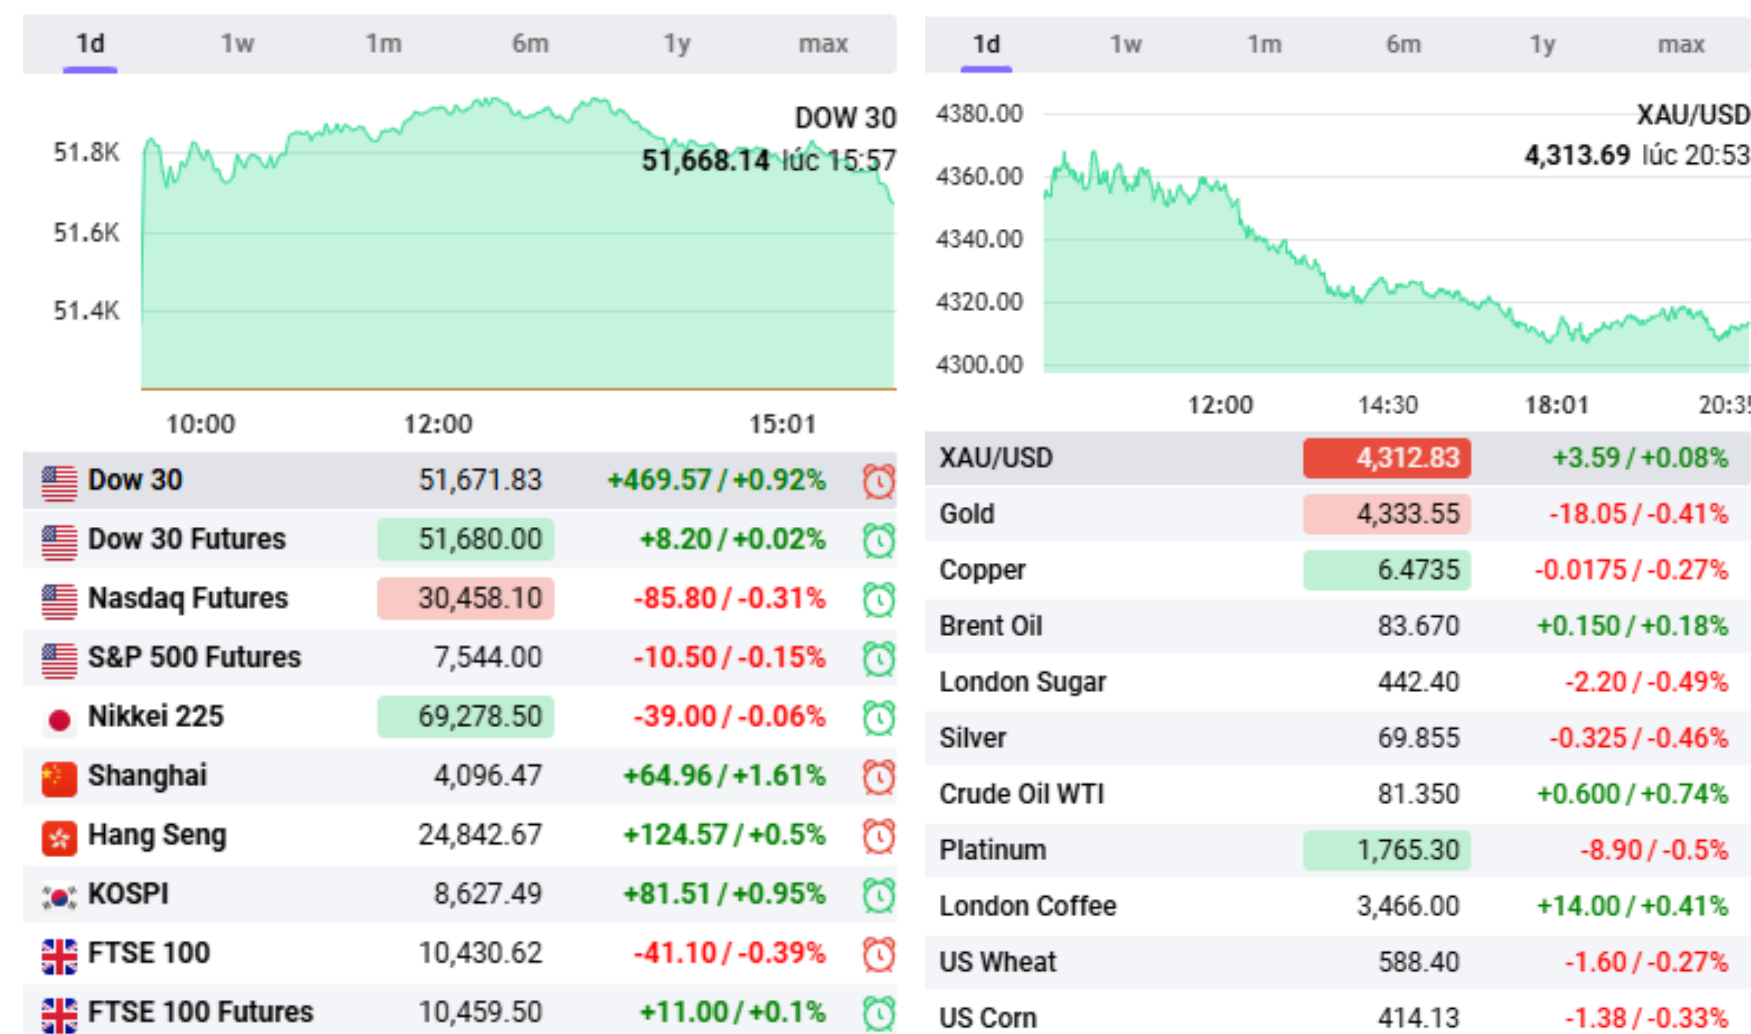 1d 1w 1m 6m 1y max
DOW 30
51,668.14 lúc 15:57
51.8K
51.6K
51.4K
10:00 12:00 15:01
Dow 30 51,671.83 +469.57 / +0.92%
Dow 30 Futures 51,680.00 +8.20 / +0.02%
Nasdaq Futures 30,458.10 -85.80 / -0.31%
S&P 500 Futures 7,544.00 -10.50 / -0.15%
Nikkei 225 69,278.50 -39.00 / -0.06%
Shanghai 4,096.47 +64.96 / +1.61%
Hang Seng 24,842.67 +124.57 / +0.5%
KOSPI 8,627.49 +81.51 / +0.95%
FTSE 100 10,430.62 -41.10 / -0.39%
FTSE 100 Futures 10,459.50 +11.00 / +0.1%
1d 1w 1m 6m 1y max
4380.00
XAU/USD
4,313.69 lúc 20:53
4360.00
4340.00
4320.00
4300.00
12:00 14:30 18:01
XAU/USD 4,312.83 +3.59 / +0.08%
Gold 4,333.55 -18.05 / -0.41%
Copper 6.4735 -0.0175 / -0.27%
Brent Oil 83.670 +0.150 / +0.18%
London Sugar 442.40 -2.20 / -0.49%
Silver 69.855 -0.325 / -0.46%
Crude Oil WTI 81.350 +0.600 / +0.74%
Platinum 1,765.30 -8.90 / -0.5%
London Coffee 3,466.00 +14.00 / +0.41%
US Wheat 588.40 -1.60 / -0.27%
US Corn 414.13 -1.38 / -0.33%